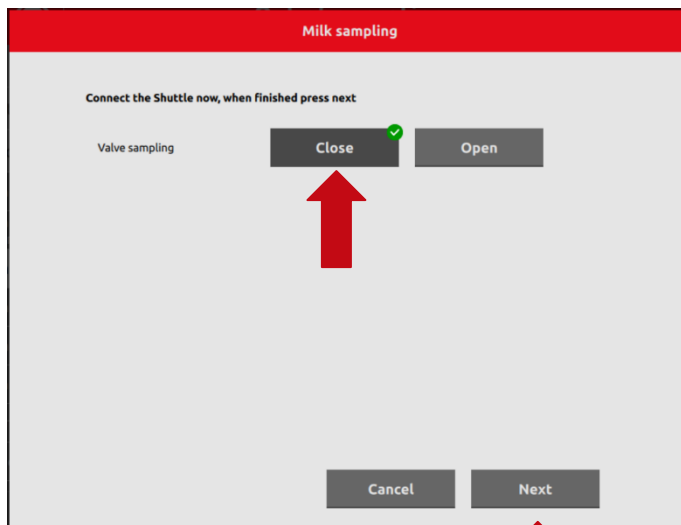 Milk sampling
Connect the Shuttle now, when finished press next
Valve sampling Close Open
Cancel Next